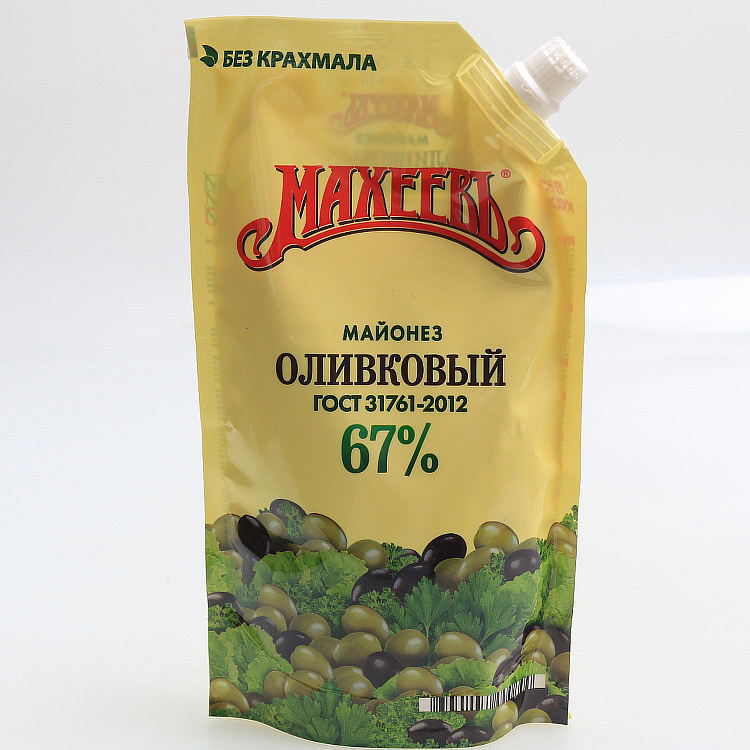 БЕЗ КРАХМАЛА
МАХЕЕВЪ®
МАЙОНЕЗ
ОЛИВКОВЫЙ
ГОСТ 31761-2012
67%